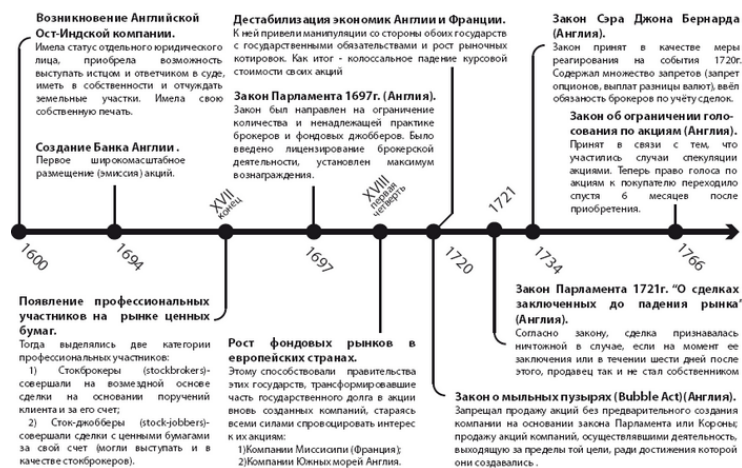 Возникновение Английской
Ост-Индской компании.
Имела статус отдельного юридического
лица, приобрела возможность
выступать истцом и ответчиком в суде,
иметь в собственности и отчуждать
земельные участки. Имела свою
собственную печать.
Создание Банка Англии .
Первое широкомасштабное
размещение (эмиссия) акций.
Дестабилизация экономик Англии и Франции.
К ней привели манипуляции со стороны обоих государств
с государственными обязательствами и рост рыночных
котировок. Как итог - колоссальное падение курсовой
стоимости своих акций
Закон Парламента 1697г. (Англия).
Закон был направлен на ограничение
количества и ненадлежащей практике
брокеров и фондовых джобберов. Было
введено лицензирование брокерской
деятельности, установлен максимум
вознаграждения.
Закон Сэра Джона Бернарда
(Англия).
Закон принят в качестве меры
реагирования на события 1720г.
Содержал множество запретов (запрет
опционов, выплат разницы валют), ввёл
обязаность брокеров по учёту сделок.
Закон об ограничении голо-
сования по акциям (Англия).
Принят в связи с тем, что
участились случаи спекуляции
акциями. Теперь право голоса по
акциям к покупателю переходило
спустя 6 месяцев после
приобретения.
1600
1694
XVII
конец
1697
XVIII
первая
четверть
1720
1721
1734
1766
Появление профессиональных
участников на рынке ценных
бумаг.
Тогда выделялись две категории
профессиональных участников:
1) Стокброкеры (stockbrokers)-
совершали на возмездной основе
сделки на основании поручений
клиента и за его счет;
2) Сток-джобберы (stock-jobbers)-
совершали сделки с ценными бумагами
за свой счет (могли выступать и в
качестве стокброкеров).
Рост фондовых рынков в
европейских странах.
Этому способствовали правительства
этих государств, трансформировавшие
часть государственного долга в акции
вновь созданных компаний, стараясь
всеми силами спровоцировать интерес
к их акциям:
1)Компании Миссисипи (Франция);
2)Компании Южных морей Англия.
Закон Парламента 1721г. "О сделках
заключенных до падения рынка"
(Англия).
Согласно закону, сделка признавалась
ничтожной в случае, если на момент ее
заключения или в течении шести дней после
этого, продавец так и не стал собственником
Закон о мыльных пузырях (Bubble Act)(Англия).
Запрещал продажу акций без предварительного создания
компании на основании закона Парламента или Короны;
продажу акций компаний, осуществлявшими деятельность,
выходящую за пределы той цели, ради достижения которой
они создавались .